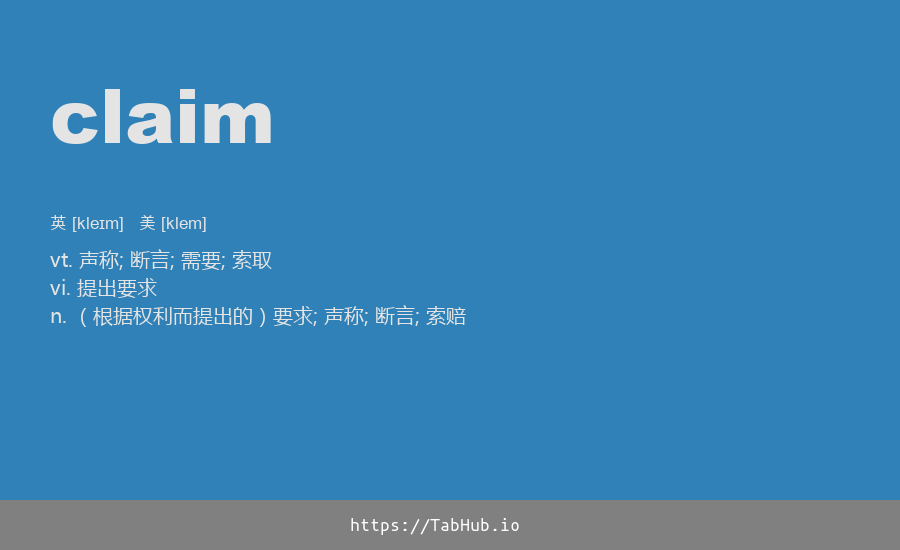 claim
英 [kleɪm] 美 [klem]
vt. 声称; 断言; 需要; 索取
vi. 提出要求
n. （根据权利而提出的）要求; 声称; 断言; 索赔
https://TabHub.io